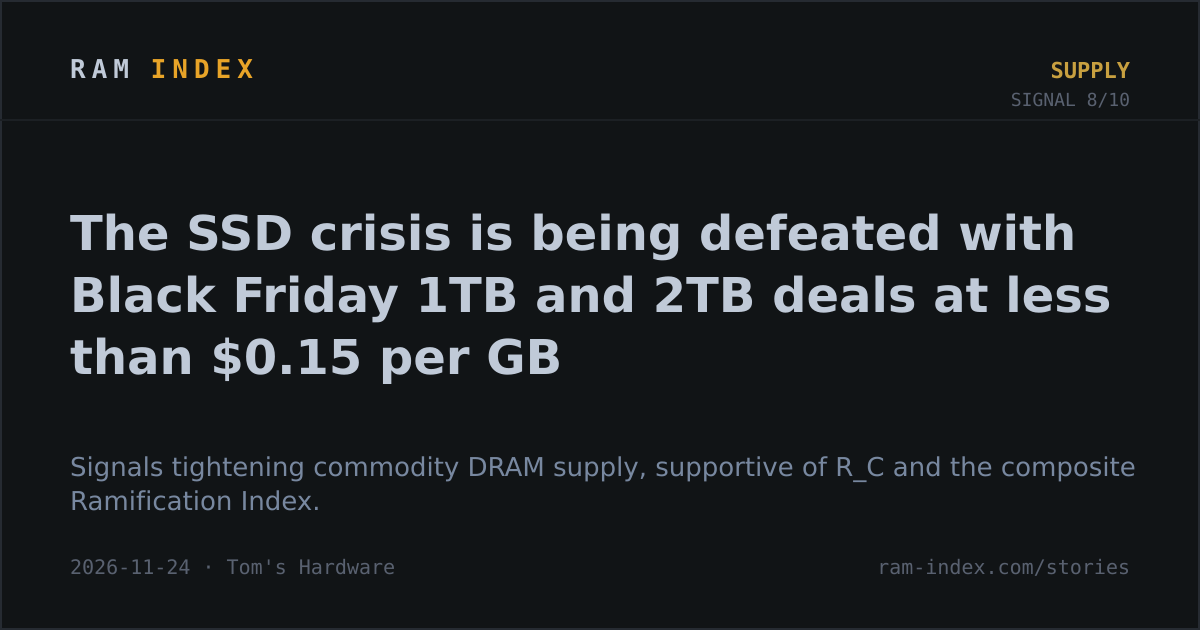 RAM INDEX
SUPPLY
SIGNAL 8/10
The SSD crisis is being defeated with
Black Friday 1TB and 2TB deals at less
than $0.15 per GB
Signals tightening commodity DRAM supply, supportive of R_C and the composite
Ramification Index.
2026-11-24 · Tom's Hardware
ram-index.com/stories